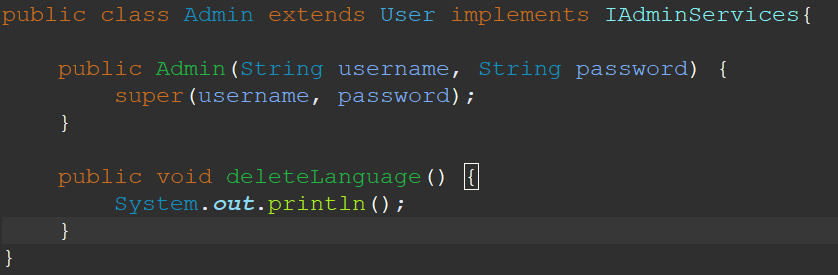 public class Admin extends User implements IAdminServices{
public Admin(String username, String password) {
super(username, password);
}
public void deleteLanguage() {
System.out.println();
}
}